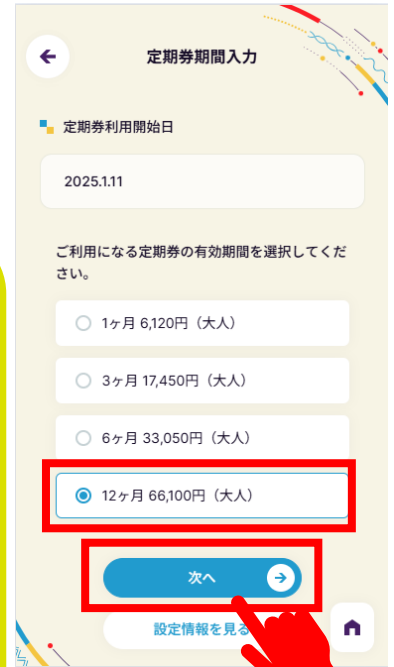 定期券期間入力
定期券利用開始日
2025.1.11
ご利用になる定期券の有効期間を選択してくだ
さい。
1ヶ月 6,120円（大人）
3ヶ月 17,450円（大人）
6ヶ月 33,050円（大人）
12ヶ月 66,100円（大人）
次へ
設定情報を見る